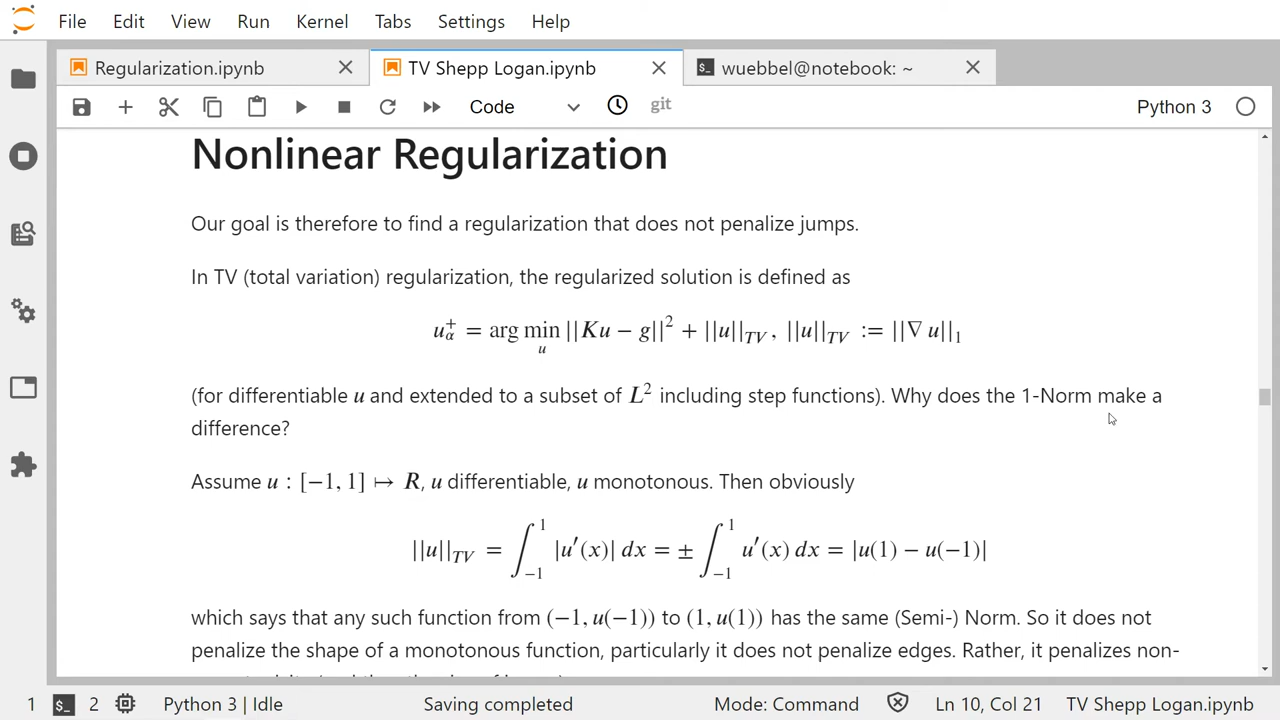 File Edit View Run Kernel Tabs Settings Help
Regularization.ipynb TV Shepp Logan.ipynb wuebbel@notebook: ~
Code git Python 3
Nonlinear Regularization
Our goal is therefore to find a regularization that does not penalize jumps.
In TV (total variation) regularization, the regularized solution is defined as
u_α^+ = arg min_u ||Ku − g||² + ||u||_TV, ||u||_TV := ||∇ u||₁
(for differentiable u and extended to a subset of L² including step functions). Why does the 1-Norm make a
difference?
Assume u : [−1, 1] ↦ R, u differentiable, u monotonous. Then obviously
||u||_TV = ∫_{−1}^{1} |u′(x)| dx = ± ∫_{−1}^{1} u′(x) dx = |u(1) − u(−1)|
which says that any such function from (−1, u(−1)) to (1, u(1)) has the same (Semi-) Norm. So it does not
penalize the shape of a monotonous function, particularly it does not penalize edges. Rather, it penalizes non-
1 2 Python 3 | Idle Saving completed Mode: Command Ln 10, Col 21 TV Shepp Logan.ipynb